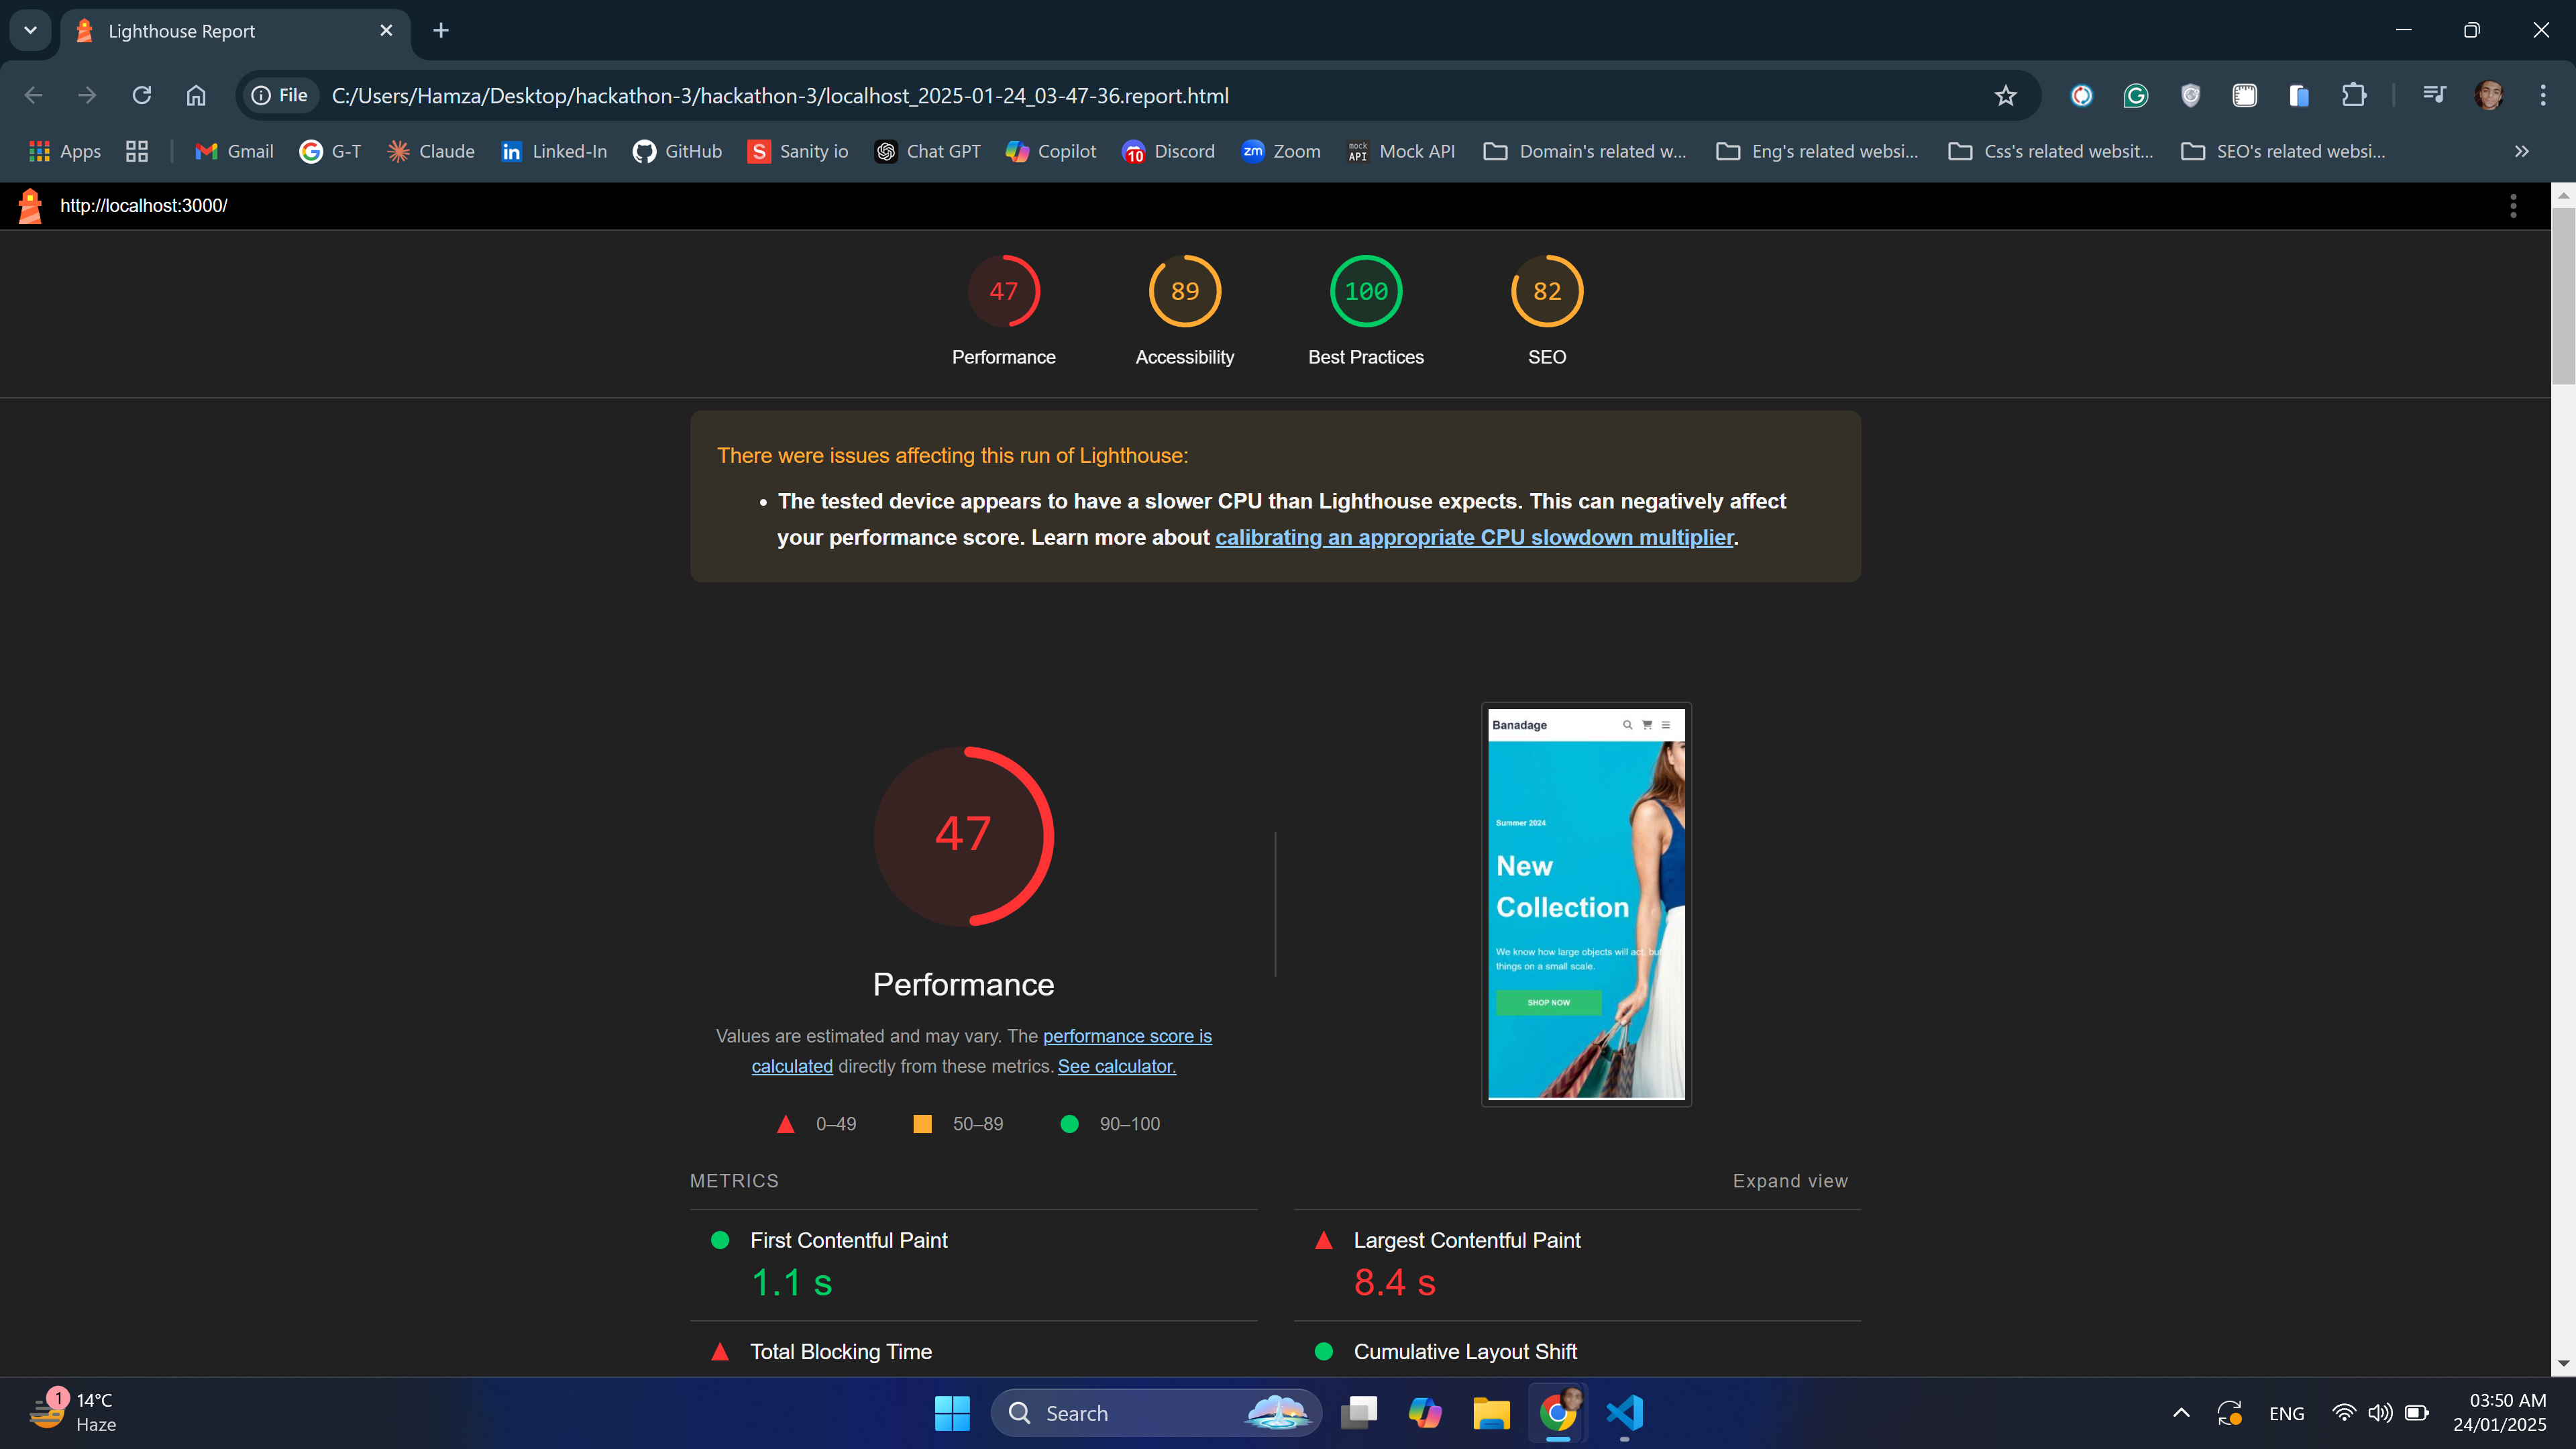 Lighthouse Report
File
C:/Users/Hamza/Desktop/hackathon-3/hackathon-3/localhost_2025-01-24_03-47-36.report.html
Apps
Gmail
G-T
Claude
in
Linked-In
GitHub
S
Sanity io
Chat GPT
Copilot
10
Discord
zm
Zoom
mock
API
Mock API
Domain's related w...
Eng's related websi...
Css's related websit...
SEO's related websi...
http://localhost:3000/
47
89
100
82
Performance
Accessibility
Best Practices
SEO
There were issues affecting this run of Lighthouse:
• The tested device appears to have a slower CPU than Lighthouse expects. This can negatively affect
your performance score. Learn more about calibrating an appropriate CPU slowdown multiplier.
47
Performance
Values are estimated and may vary. The performance score is
calculated directly from these metrics. See calculator.
0–49
50–89
90–100
Banadage
Summer 2024
New
Collection
We know how large objects will act, but
things on a small scale.
SHOP NOW
METRICS
Expand view
First Contentful Paint
1.1 s
Largest Contentful Paint
8.4 s
Total Blocking Time
Cumulative Layout Shift
1
14°C
Haze
Search
ENG
03:50 AM
24/01/2025